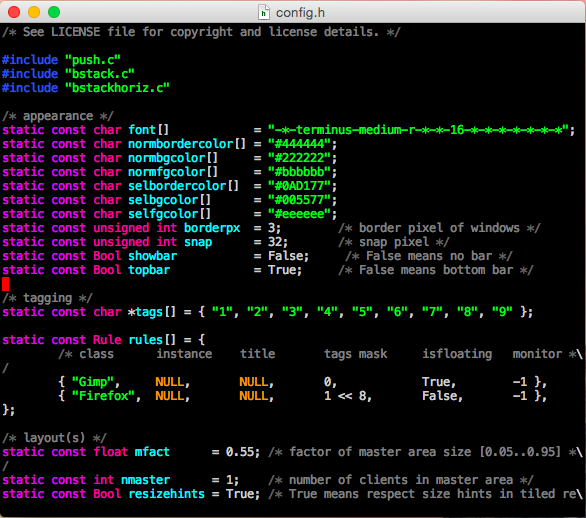 config.h
/* See LICENSE file for copyright and license details. */
#include "push.c"
#include "bstack.c"
#include "bstackhoriz.c"
/* appearance */
static const char font[]            = "-*-terminus-medium-r-*-*-16-*-*-*-*-*-*-*";
static const char normbordercolor[] = "#444444";
static const char normbgcolor[]     = "#222222";
static const char normfgcolor[]     = "#bbbbbb";
static const char selbordercolor[]  = "#0AD177";
static const char selbgcolor[]      = "#005577";
static const char selfgcolor[]      = "#eeeeee";
static const unsigned int borderpx  = 3;        /* border pixel of windows */
static const unsigned int snap      = 32;       /* snap pixel */
static const Bool showbar           = False;     /* False means no bar */
static const Bool topbar            = True;     /* False means bottom bar */
/* tagging */
static const char *tags[] = { "1", "2", "3", "4", "5", "6", "7", "8", "9" };
static const Rule rules[] = {
        /* class      instance    title       tags mask     isfloating   monitor *\
/
        { "Gimp",     NULL,       NULL,       0,            True,        -1 },
        { "Firefox",  NULL,       NULL,       1 << 8,       False,       -1 },
};
/* layout(s) */
static const float mfact      = 0.55; /* factor of master area size [0.05..0.95] *\
/
static const int nmaster      = 1;    /* number of clients in master area */
static const Bool resizehints = True; /* True means respect size hints in tiled re\